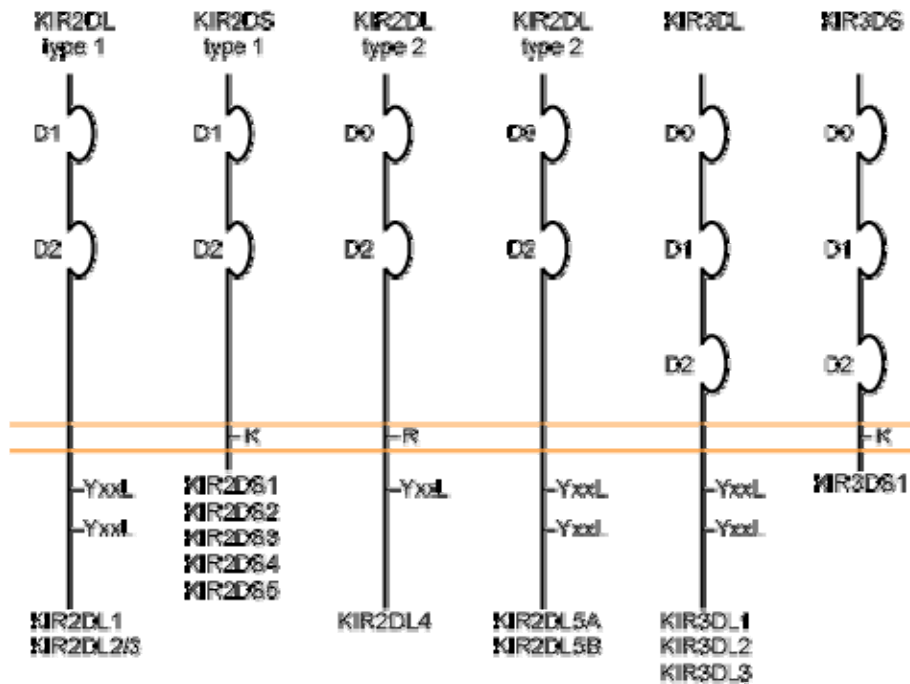 KIR2DL KIR2DS KIR2DL KIR2DL KIR3DL KIR3DS
type 1 type 1 type 2 type 2
D1 D1 D0 D0 D0 D0
D2 D2 D2 D2 D1 D1
D2 D2
K R K
YxxL YxxL YxxL YxxL
YxxL YxxL YxxL
KIR2DS1 KIR3DS1
KIR2DS2
KIR2DS3
KIR2DS4
KIR2DS5
KIR2DL1 KIR2DL4 KIR2DL5A KIR3DL1
KIR2DL2/3 KIR2DL5B KIR3DL2
KIR3DL3